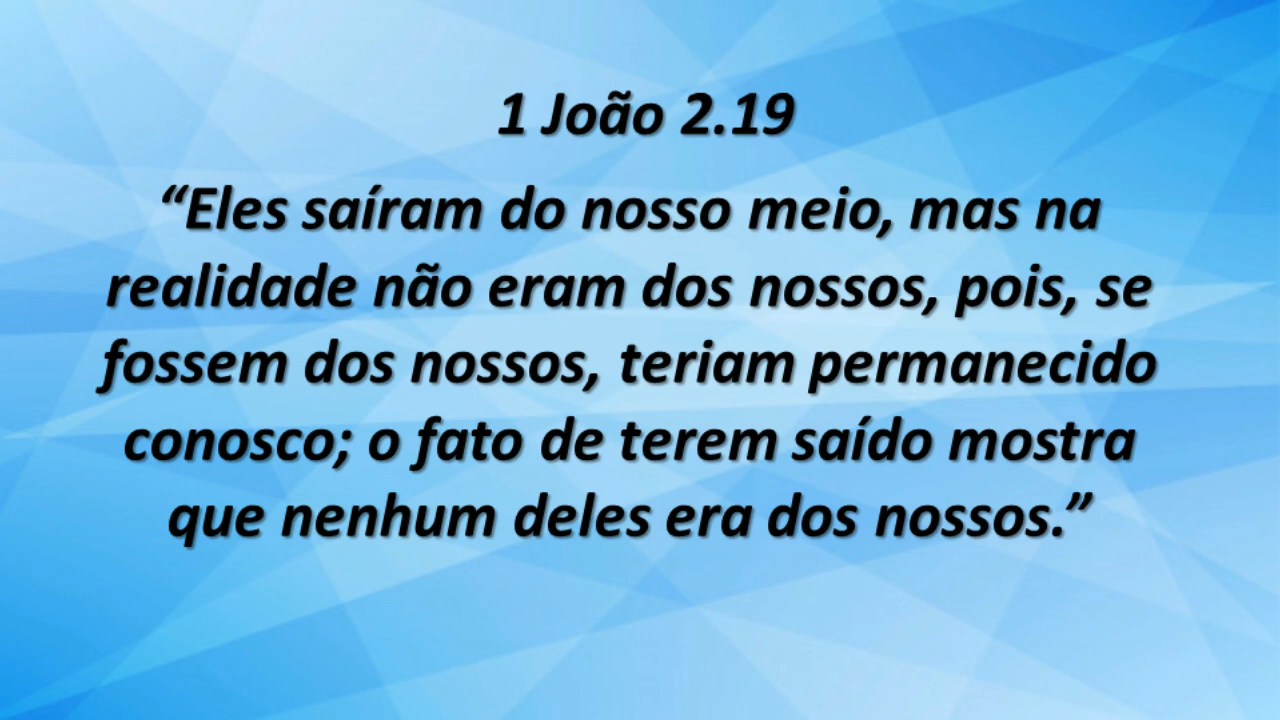 1 João 2.19
“Eles saíram do nosso meio, mas na
realidade não eram dos nossos, pois, se
fossem dos nossos, teriam permanecido
conosco; o fato de terem saído mostra
que nenhum deles era dos nossos.”